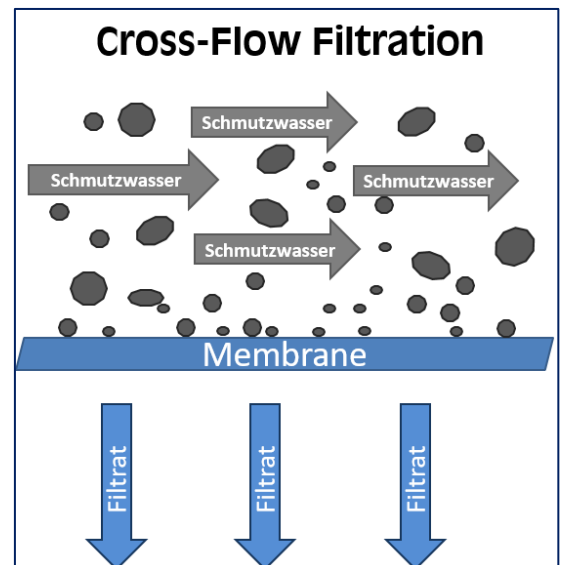 Cross-Flow Filtration
Schmutzwasser
Schmutzwasser
Schmutzwasser
Schmutzwasser
Membrane
Filtrat
Filtrat
Filtrat